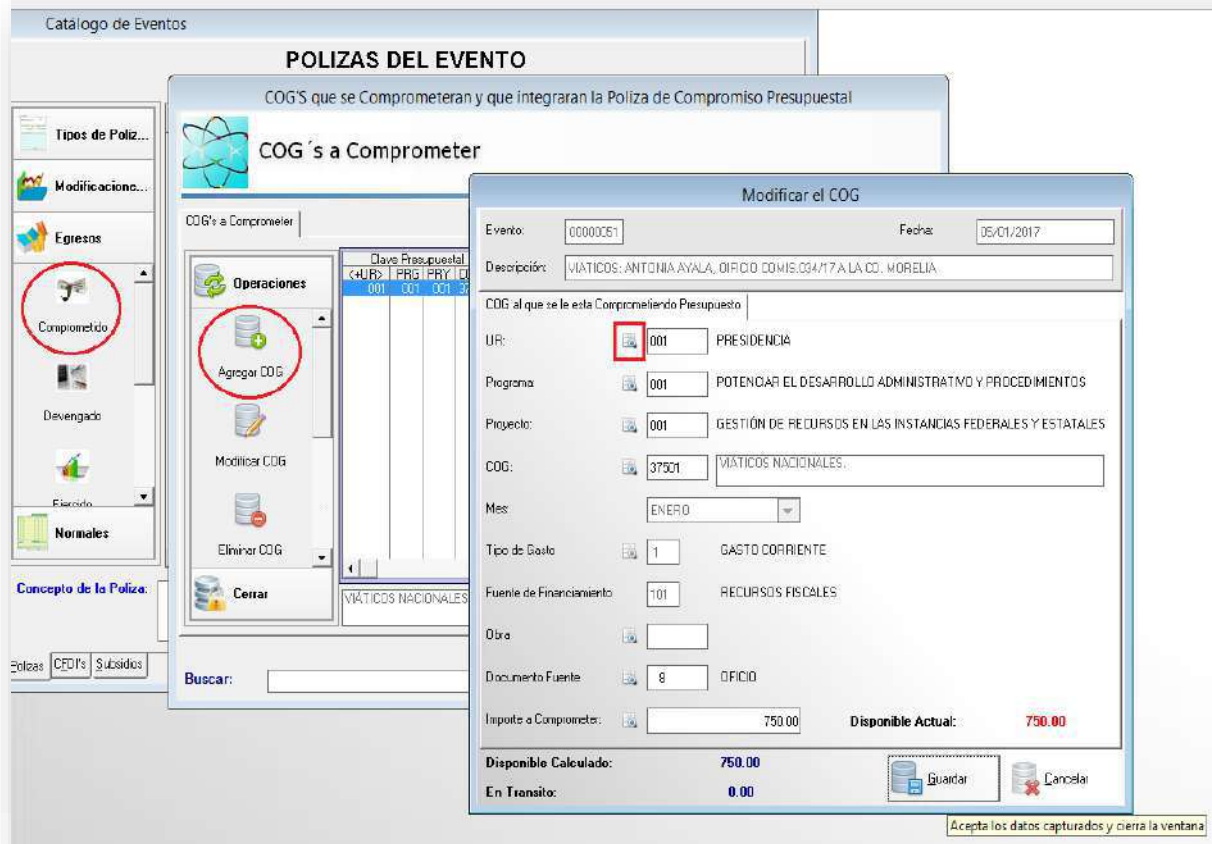 Catálogo de Eventos
POLIZAS DEL EVENTO
COG'S que se Comprometeran y que integraran la Poliza de Compromiso Presupuestal
COG´s a Comprometer
Tipos de Poliz...
Modificacione...
Egresos
Comprometido
Devengado
Ejercido
Normales
Concepto de la Poliza:
Polizas CFDI's Subsidios
COG's a Comprometer
Operaciones
Agregar COG
Modificar COG
Eliminar COG
Cerrar
Clave Presupuestal
<+UR> PRG PRY
001 001 001
VIÁTICOS NACIONALES
Buscar:
Modificar el COG
Evento: 00000051 Fecha: 05/01/2017
Descripción: VIATICOS: ANTONIA AYALA, OIFICIO COMIS.034/17 A LA CD. MORELIA
COG al que se le esta Comprometiendo Presupuesto
UR: 001 PRESIDENCIA
Programa: 001 POTENCIAR EL DESARROLLO ADMINISTRATIVO Y PROCEDIMIENTOS
Proyecto: 001 GESTIÓN DE RECURSOS EN LAS INSTANCIAS FEDERALES Y ESTATALES
COG: 37501 VIÁTICOS NACIONALES.
Mes: ENERO
Tipo de Gasto 1 GASTO CORRIENTE
Fuente de Financiamiento 101 RECURSOS FISCALES
Obra
Documento Fuente 8 OFICIO
Importe a Comprometer: 750.00 Disponible Actual: 750.00
Disponible Calculado: 750.00
En Transito: 0.00
Guardar Cancelar
Acepta los datos capturados y cierra la ventana